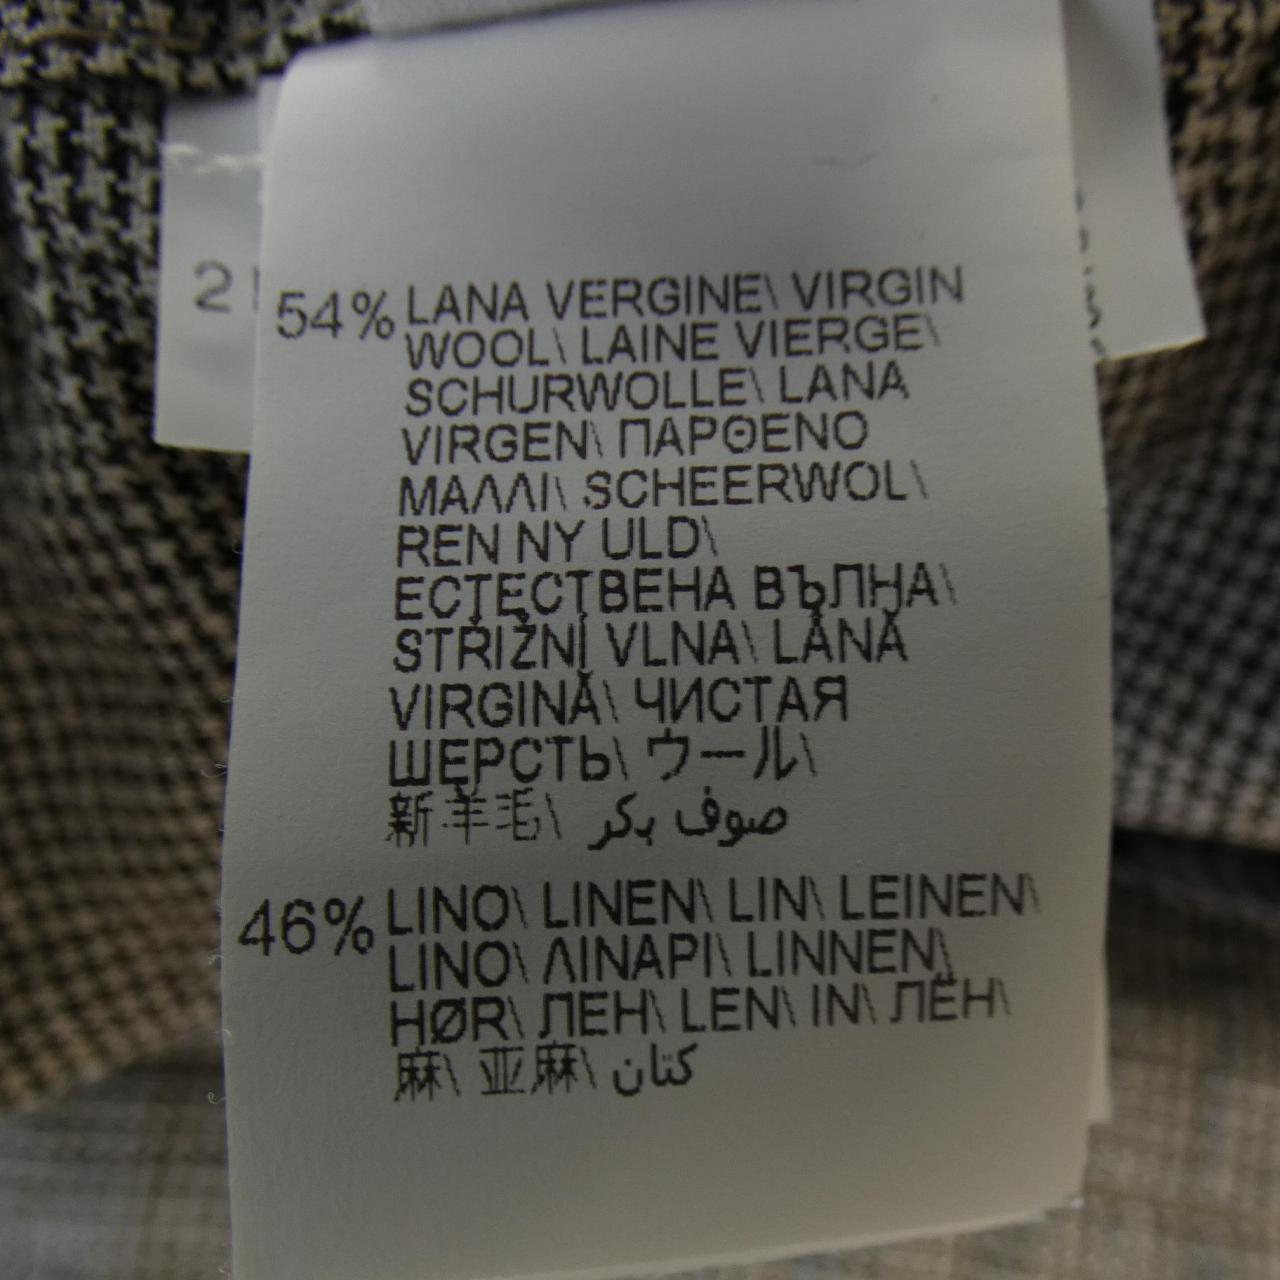 2
54% LANA VERGINE\ VIRGIN
WOOL\ LAINE VIERGE\
SCHURWOLLE\ LANA
VIRGEN\ ΠΑΡΘΕΝΟ
ΜΑΛΛΙ\ SCHEERWOL\
REN NY ULD\
ЕСТЕСТВЕНА ВЪЛНА\
STŘIŽNÍ VLNA\ LÂNĂ
VIRGINĂ\ ЧИСТАЯ
ШЕРСТЬ\ ウール\
新羊毛\ صوف بكر
46% LINO\ LINEN\ LIN\ LEINEN\
LINO\ ΛΙΝΑΡΙ\ LINNEN\
HØR\ ЛЕН\ LEN\ IN\ ЛЁН\
麻\ 亚麻\ كتان